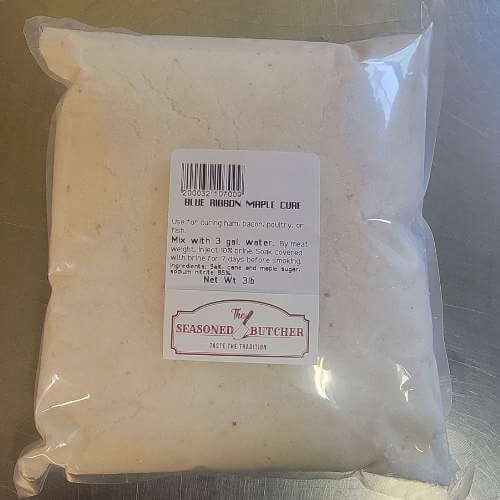 200032107009
BLUE RIBBON MAPLE CURE
Use for curing ham, bacon, poultry, or
fish.
Mix with 3 gal. water. By meat
weight, inject 10% brine. Soak covered
with brine for 7 days before smoking.
Ingredients: Salt, cane and maple sugar,
sodium nitrite .85%.
Net Wt 3lb
The
SEASONED BUTCHER
TASTE THE TRADITION